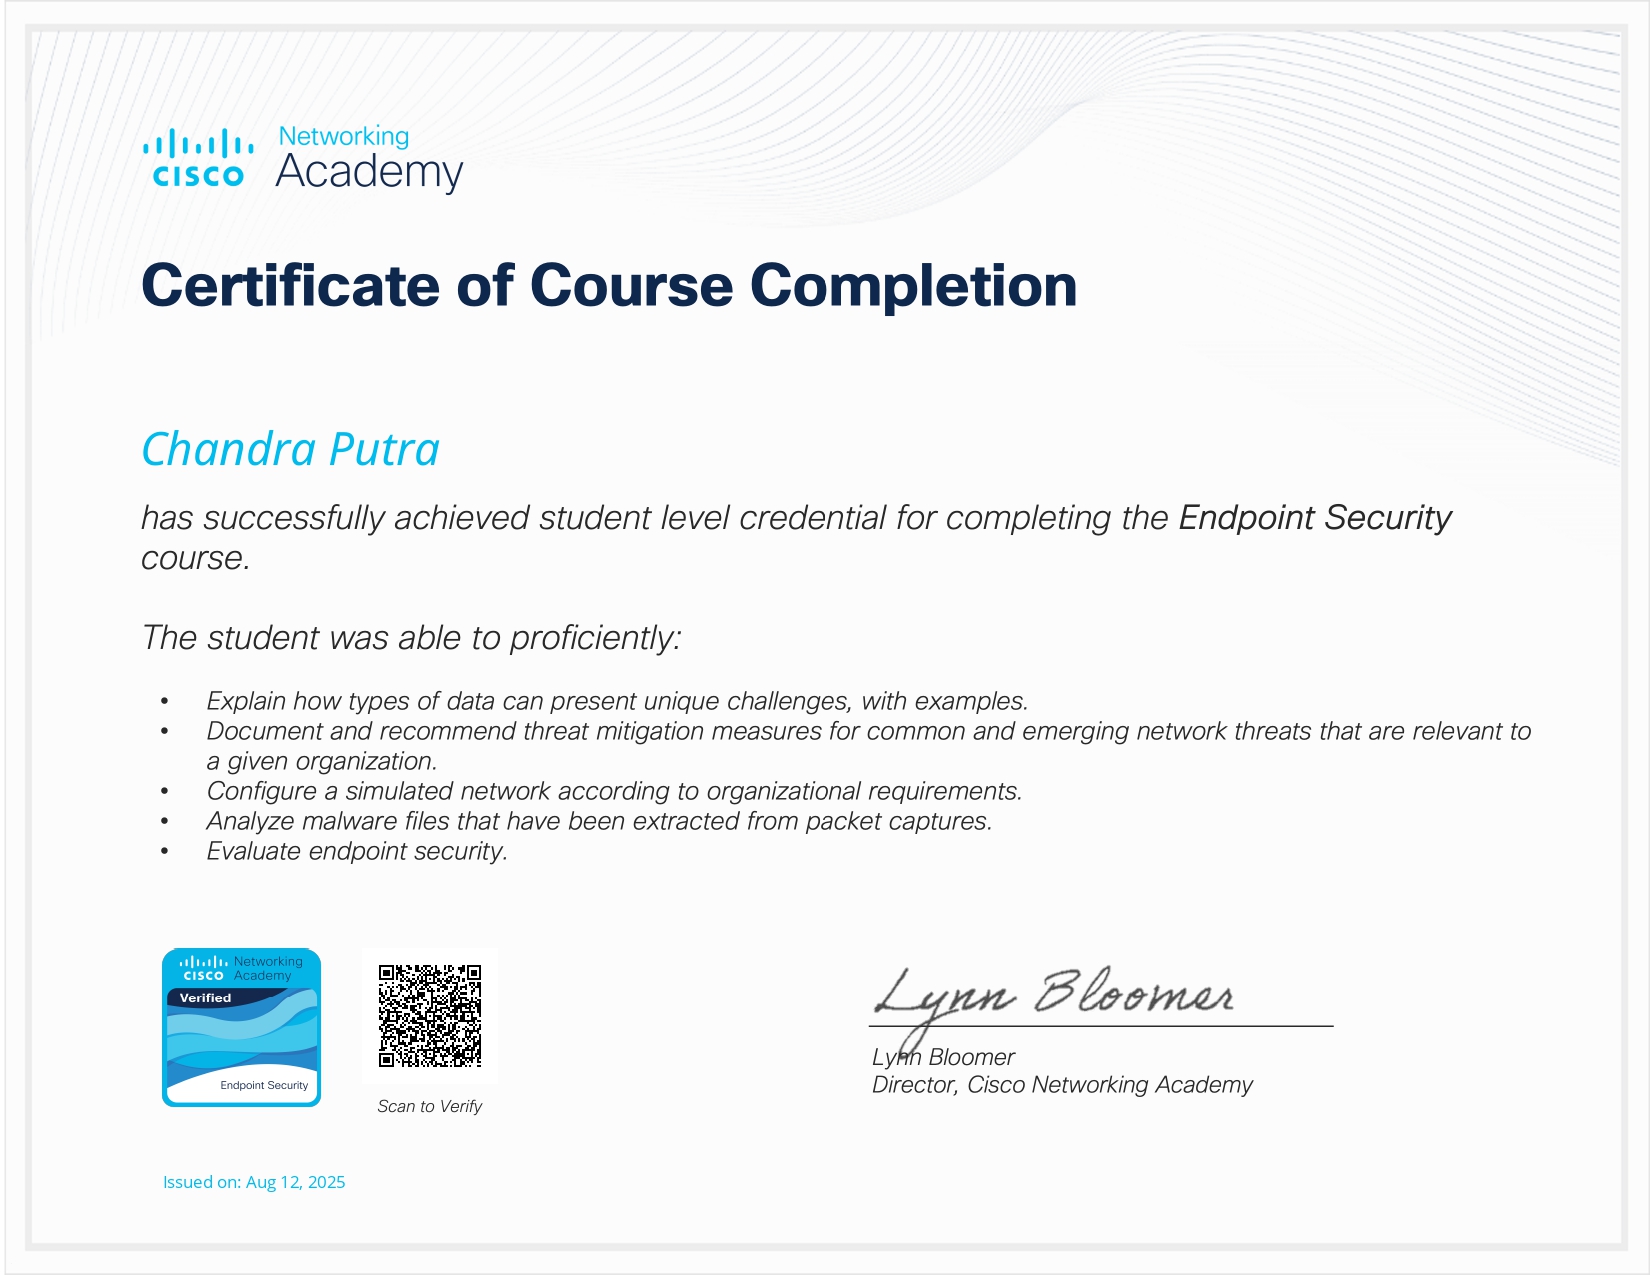 Networking
CISCO Academy
Certificate of Course Completion
Chandra Putra
has successfully achieved student level credential for completing the Endpoint Security
course.
The student was able to proficiently:
• Explain how types of data can present unique challenges, with examples.
• Document and recommend threat mitigation measures for common and emerging network threats that are relevant to
a given organization.
• Configure a simulated network according to organizational requirements.
• Analyze malware files that have been extracted from packet captures.
• Evaluate endpoint security.
Networking
CISCO Academy
Verified
Endpoint Security
Scan to Verify
Lynn Bloomer
Lynn Bloomer
Director, Cisco Networking Academy
Issued on: Aug 12, 2025